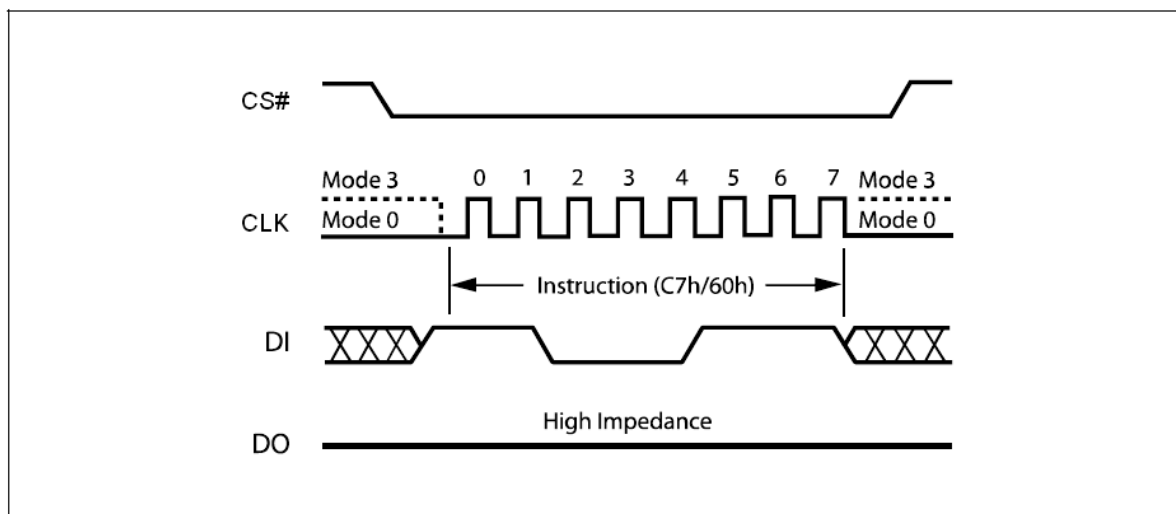 CS#
Mode 3 0 1 2 3 4 5 6 7 Mode 3
CLK
Mode 0 Mode 0
Instruction (C7h/60h)
DI
High Impedance
DO